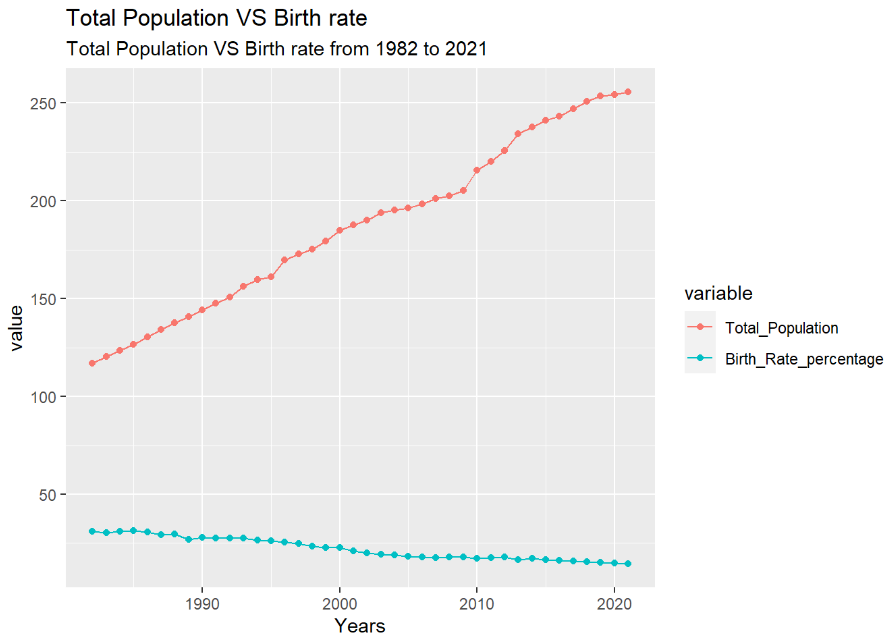 Total Population VS Birth rate
Total Population VS Birth rate from 1982 to 2021
250
200
150
100
50
value
1990 2000 2010 2020
Years
variable
Total_Population
Birth_Rate_percentage